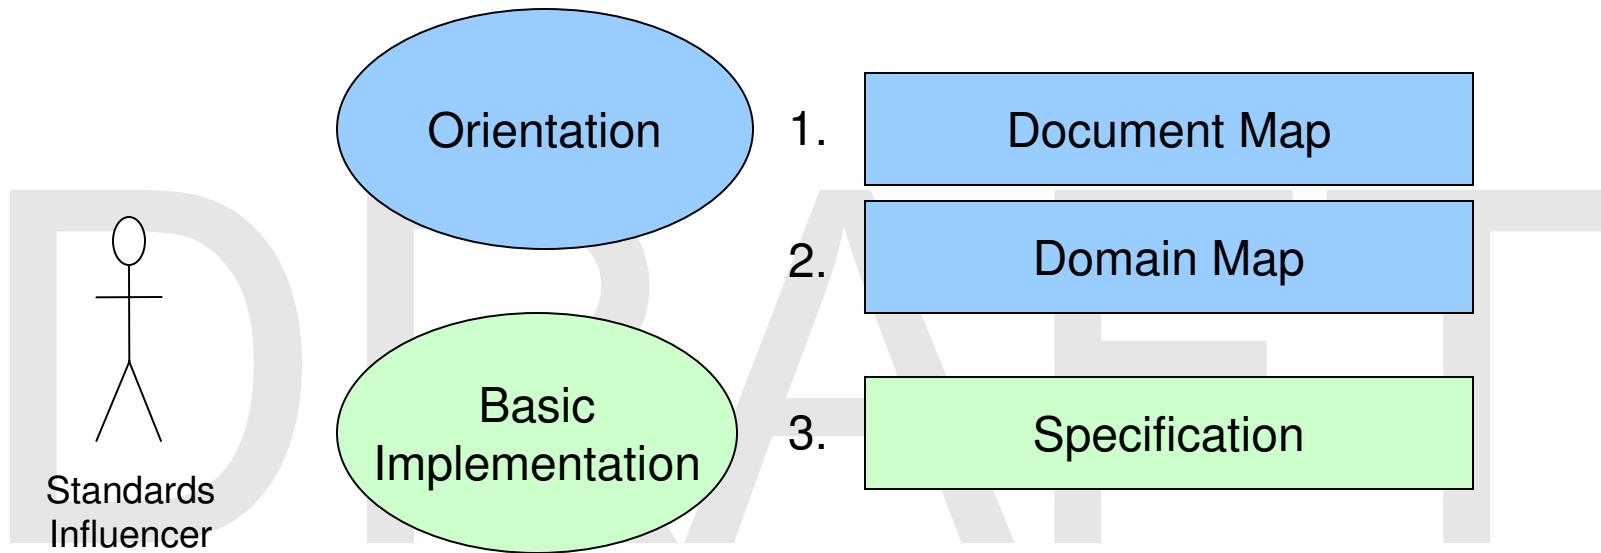 Orientation
1.
Document Map
2.
Domain Map
Basic
Implementation
3.
Specification
Standards
Influencer
DRAFT